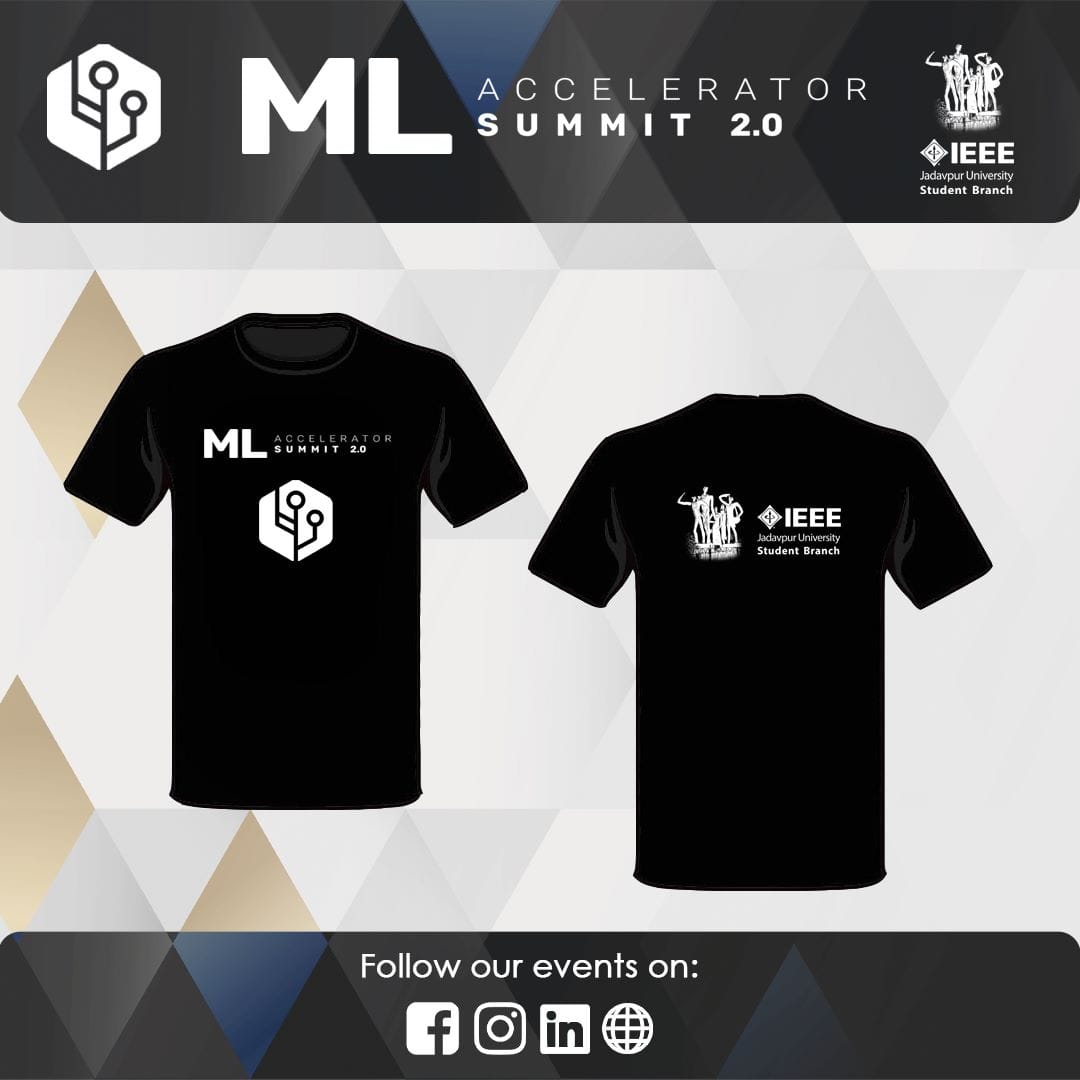 ML
ACCELERATOR
SUMMIT 2.0
IEEE
Jadavpur University
Student Branch
ML
ACCELERATOR
SUMMIT 2.0
IEEE
Jadavpur University
Student Branch
Follow our events on:
f
in